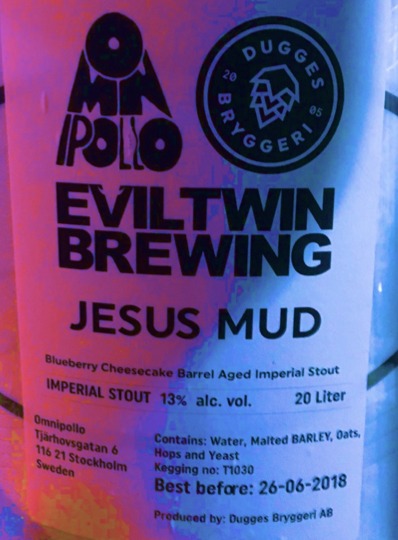 OMNIPOLLO
DUGGES
20 05
BRYGGERI
EVILTWIN
BREWING
JESUS MUD
Blueberry Cheesecake Barrel Aged Imperial Stout
IMPERIAL STOUT 13% alc. vol. 20 Liter
Omnipollo
Tjärhovsgatan 6
116 21 Stockholm
Sweden
Contains: Water, Malted BARLEY, Oats,
Hops and Yeast
Kegging no: T1030
Best before: 26-06-2018
Produced by: Dugges Bryggeri AB